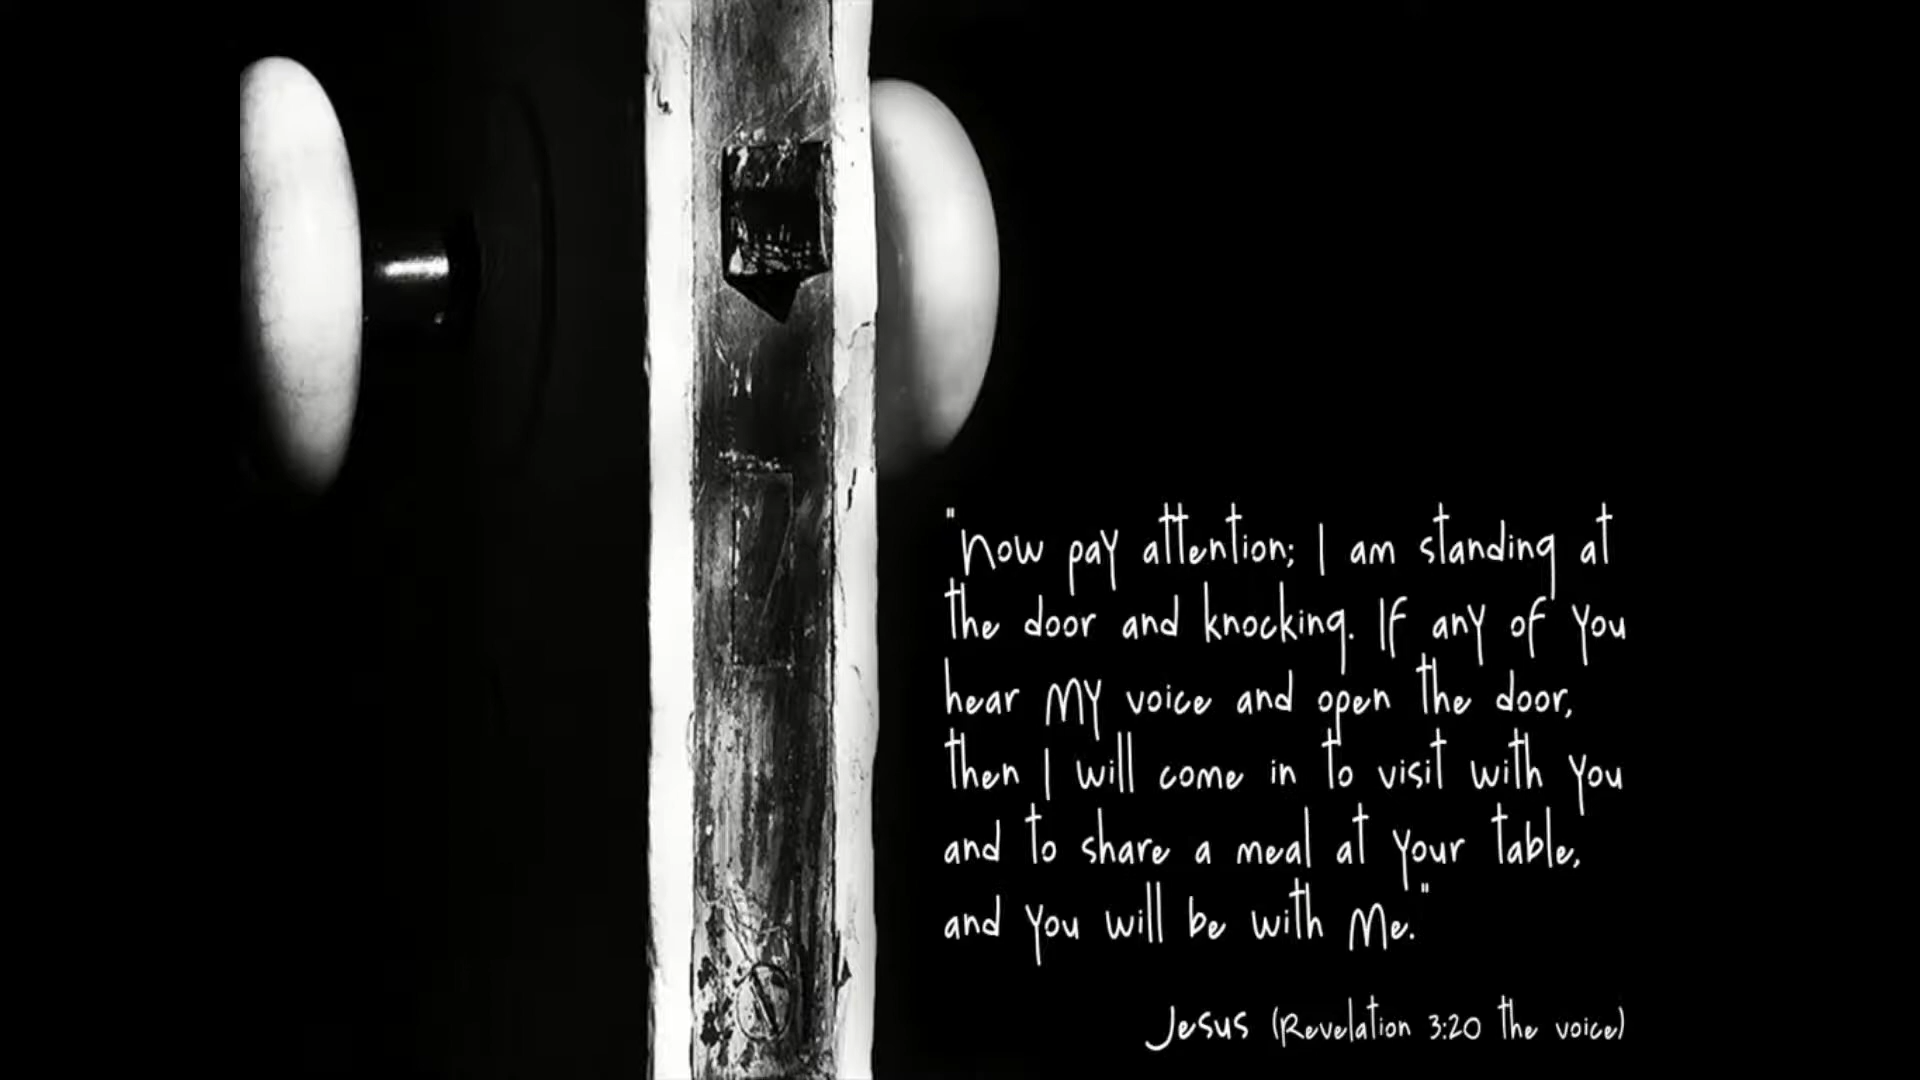 "Now pay attention; I am standing at
the door and knocking. If any of you
hear My voice and open the door,
then I will come in to visit with you
and to share a meal at your table,
and you will be with Me."
Jesus (Revelation 3:20 the voice)